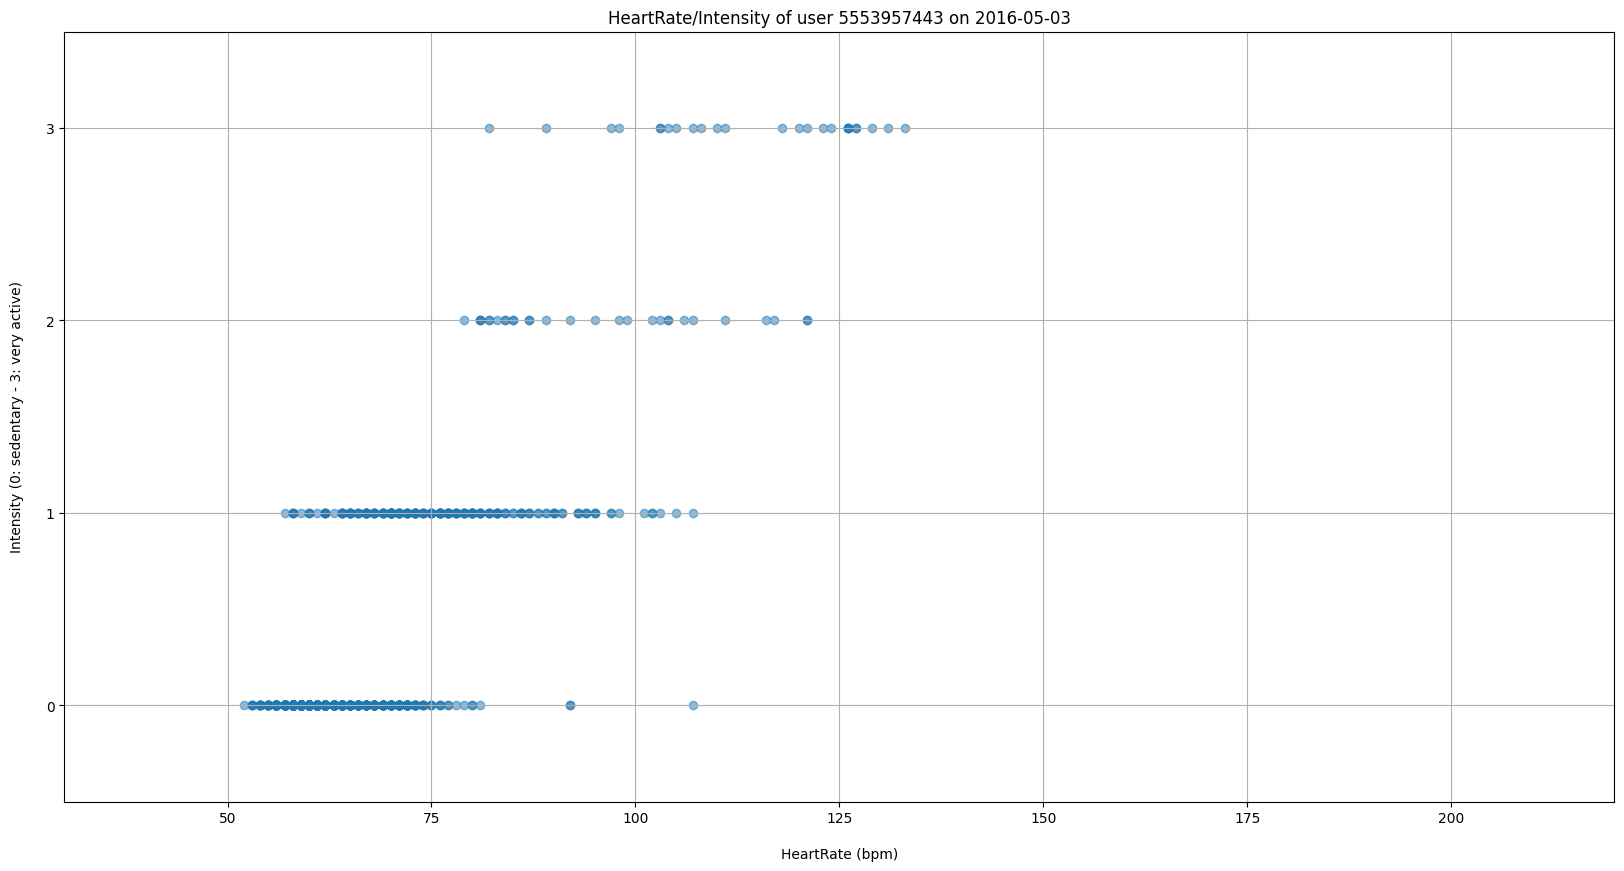 HeartRate/Intensity of user 5553957443 on 2016-05-03
Intensity (0: sedentary - 3: very active)
3
2
1
0
50 75 100 125 150 175 200
HeartRate (bpm)